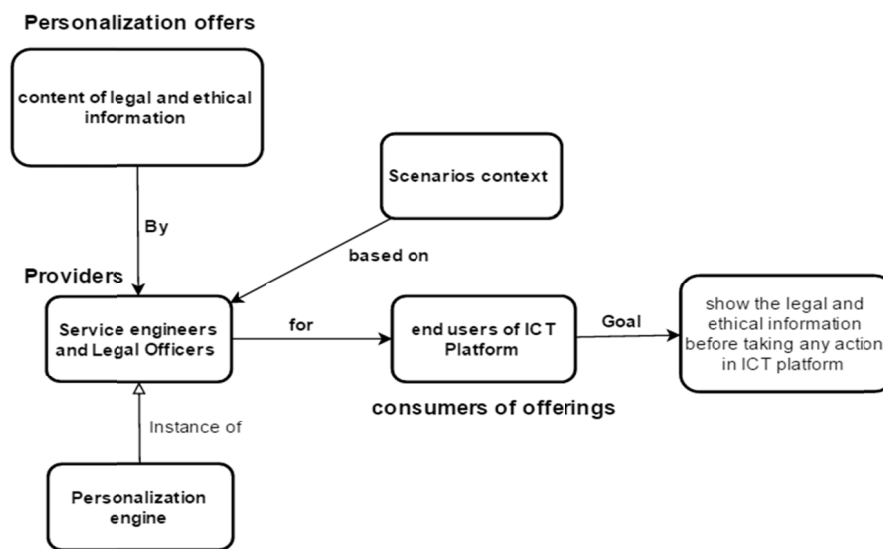 Personalization offers
content of legal and ethical
information
Scenarios context
By
based on
Providers
Service engineers
and Legal Officers
for
end users of ICT
Platform
Goal
show the legal and
ethical information
before taking any action
in ICT platform
consumers of offerings
Instance of
Personalization
engine